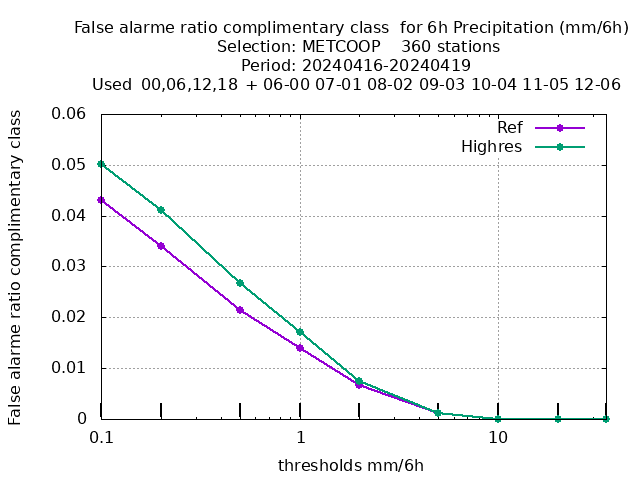 False alarme ratio complimentary class  for 6h Precipitation (mm/6h)
Selection: METCOOP    360 stations
Period: 20240416-20240419
Used  00,06,12,18  + 06-00 07-01 08-02  09-03  10-04 11-05 12-06
False alarme ratio complimentary class
0.06
0.05
0.04
0.03
0.02
0.01
0
Ref
Highres
0.1
1
10
thresholds mm/6h